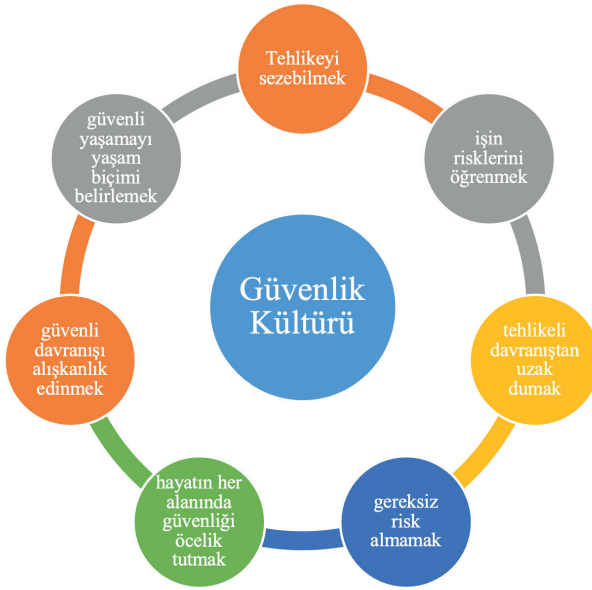 Tehlikeyi
sezebilmek
işin
risklerini
öğrenmek
tehlikeli
davranıştan
uzak
dumak
gereksiz
risk
almamak
hayatın her
alanında
güvenliği
öcelik
tutmak
güvenli
davranışı
alışkanlık
edinmek
güvenli
yaşamayı
yaşam
biçimi
belirlemek
Güvenlik
Kültürü